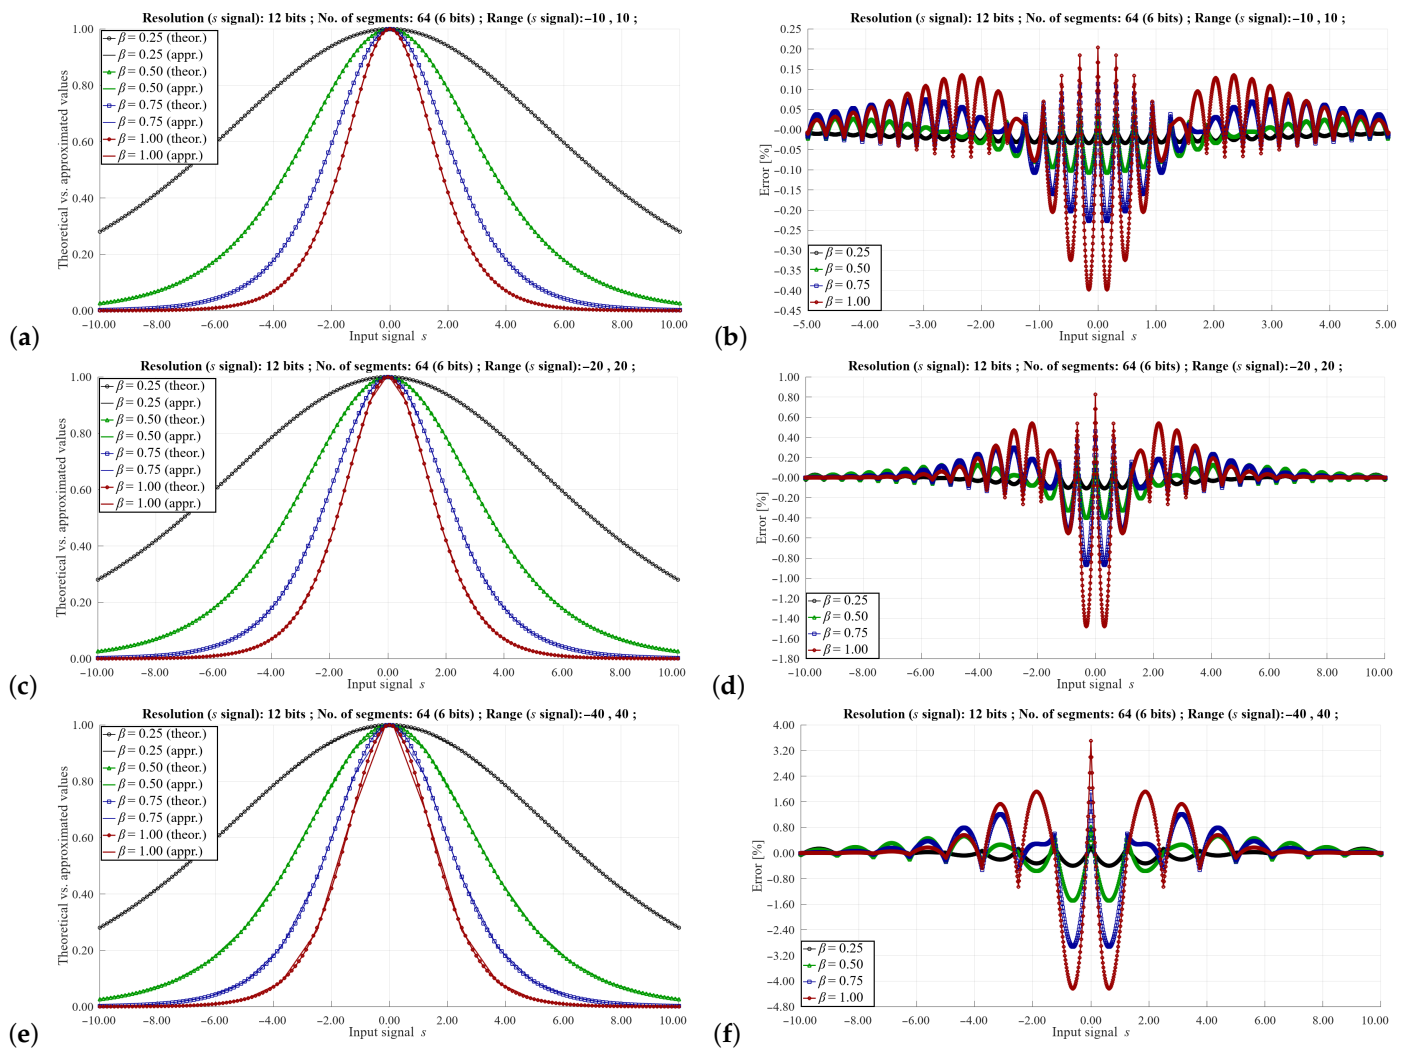 Resolution (s signal): 12 bits ; No. of segments: 64 (6 bits) ; Range (s signal):−10 , 10 ;
Theoretical vs. approximated values
1.00
0.80
0.60
0.40
0.20
0.00
β = 0.25 (theor.)
β = 0.25 (appr.)
β = 0.50 (theor.)
β = 0.50 (appr.)
β = 0.75 (theor.)
β = 0.75 (appr.)
β = 1.00 (theor.)
β = 1.00 (appr.)
−10.00 −8.00 −6.00 −4.00 −2.00 0.00 2.00 4.00 6.00 8.00 10.00
Input signal s
(a)
Resolution (s signal): 12 bits ; No. of segments: 64 (6 bits) ; Range (s signal):−10 , 10 ;
Error [%]
0.25
0.20
0.15
0.10
0.05
−0.00
−0.05
−0.10
−0.15
−0.20
−0.25
−0.30
−0.35
−0.40
−0.45
β = 0.25
β = 0.50
β = 0.75
β = 1.00
−5.00 −4.00 −3.00 −2.00 −1.00 0.00 1.00 2.00 3.00 4.00 5.00
Input signal s
(b)
Resolution (s signal): 12 bits ; No. of segments: 64 (6 bits) ; Range (s signal):−20 , 20 ;
Theoretical vs. approximated values
1.00
0.80
0.60
0.40
0.20
0.00
β = 0.25 (theor.)
β = 0.25 (appr.)
β = 0.50 (theor.)
β = 0.50 (appr.)
β = 0.75 (theor.)
β = 0.75 (appr.)
β = 1.00 (theor.)
β = 1.00 (appr.)
−10.00 −8.00 −6.00 −4.00 −2.00 0.00 2.00 4.00 6.00 8.00 10.00
Input signal s
(c)
Resolution (s signal): 12 bits ; No. of segments: 64 (6 bits) ; Range (s signal):−20 , 20 ;
Error [%]
1.00
0.80
0.60
0.40
0.20
−0.00
−0.20
−0.40
−0.60
−0.80
−1.00
−1.20
−1.40
−1.60
−1.80
β = 0.25
β = 0.50
β = 0.75
β = 1.00
−10.00 −8.00 −6.00 −4.00 −2.00 0.00 2.00 4.00 6.00 8.00 10.00
Input signal s
(d)
Resolution (s signal): 12 bits ; No. of segments: 64 (6 bits) ; Range (s signal):−40 , 40 ;
Theoretical vs. approximated values
1.00
0.80
0.60
0.40
0.20
0.00
β = 0.25 (theor.)
β = 0.25 (appr.)
β = 0.50 (theor.)
β = 0.50 (appr.)
β = 0.75 (theor.)
β = 0.75 (appr.)
β = 1.00 (theor.)
β = 1.00 (appr.)
−10.00 −8.00 −6.00 −4.00 −2.00 0.00 2.00 4.00 6.00 8.00 10.00
Input signal s
(e)
Resolution (s signal): 12 bits ; No. of segments: 64 (6 bits) ; Range (s signal):−40 , 40 ;
Error [%]
4.00
3.20
2.40
1.60
0.80
0.00
−0.80
−1.60
−2.40
−3.20
−4.00
−4.80
β = 0.25
β = 0.50
β = 0.75
β = 1.00
−10.00 −8.00 −6.00 −4.00 −2.00 0.00 2.00 4.00 6.00 8.00 10.00
Input signal s
(f)